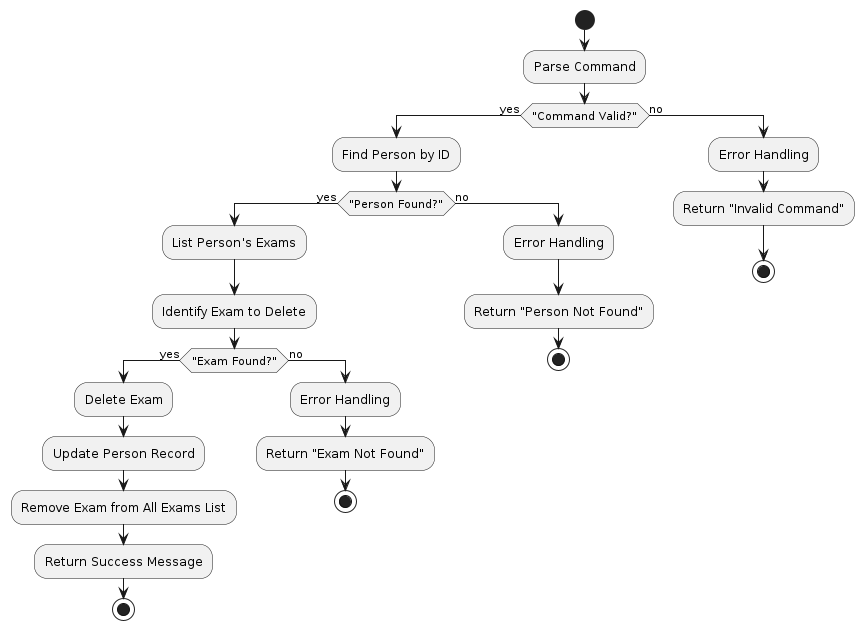 Parse Command
yes
"Command Valid?"
no
Find Person by ID
Error Handling
yes
"Person Found?"
no
Return "Invalid Command"
List Person's Exams
Error Handling
Identify Exam to Delete
Return "Person Not Found"
yes
"Exam Found?"
no
Delete Exam
Error Handling
Update Person Record
Return "Exam Not Found"
Remove Exam from All Exams List
Return Success Message